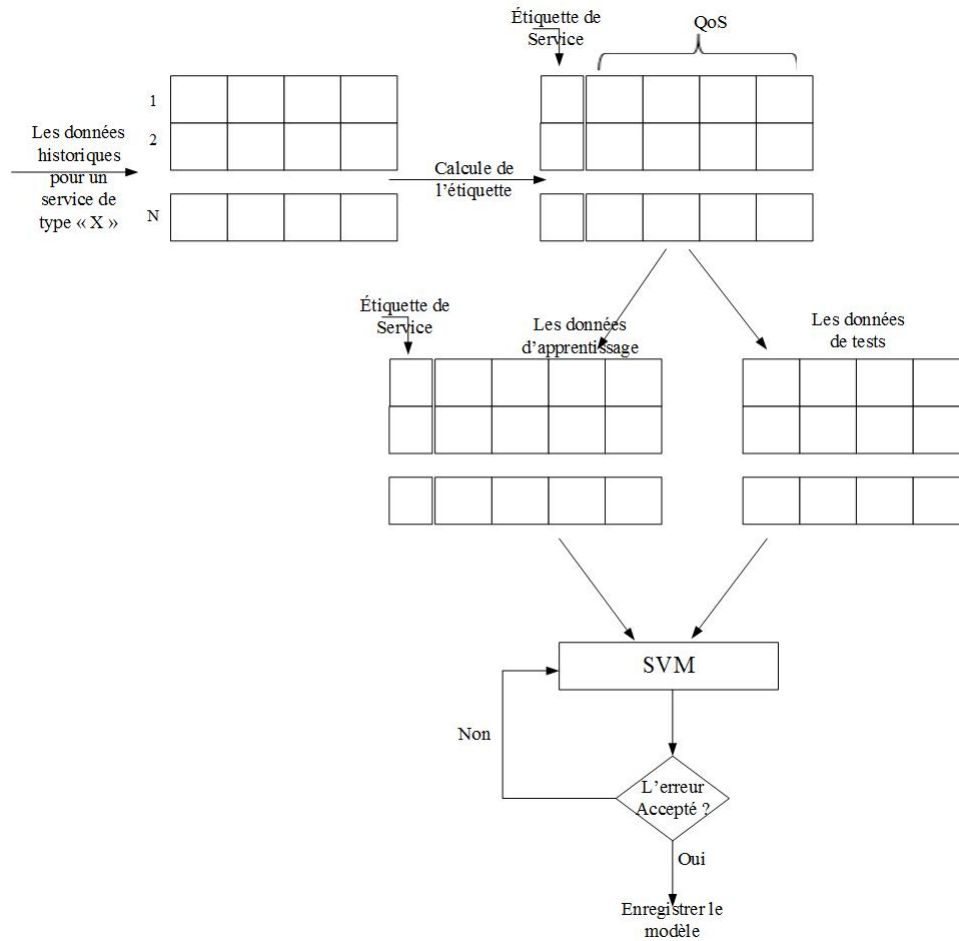 Étiquette de
Service
QoS
1
2
N
Les données
historiques
pour un
service de
type « X »
Calcule de
l’étiquette
Étiquette de
Service
Les données
d’apprentissage
Les données
de tests
SVM
Non
L’erreur
Accepté ?
Oui
Enregistrer le
modèle